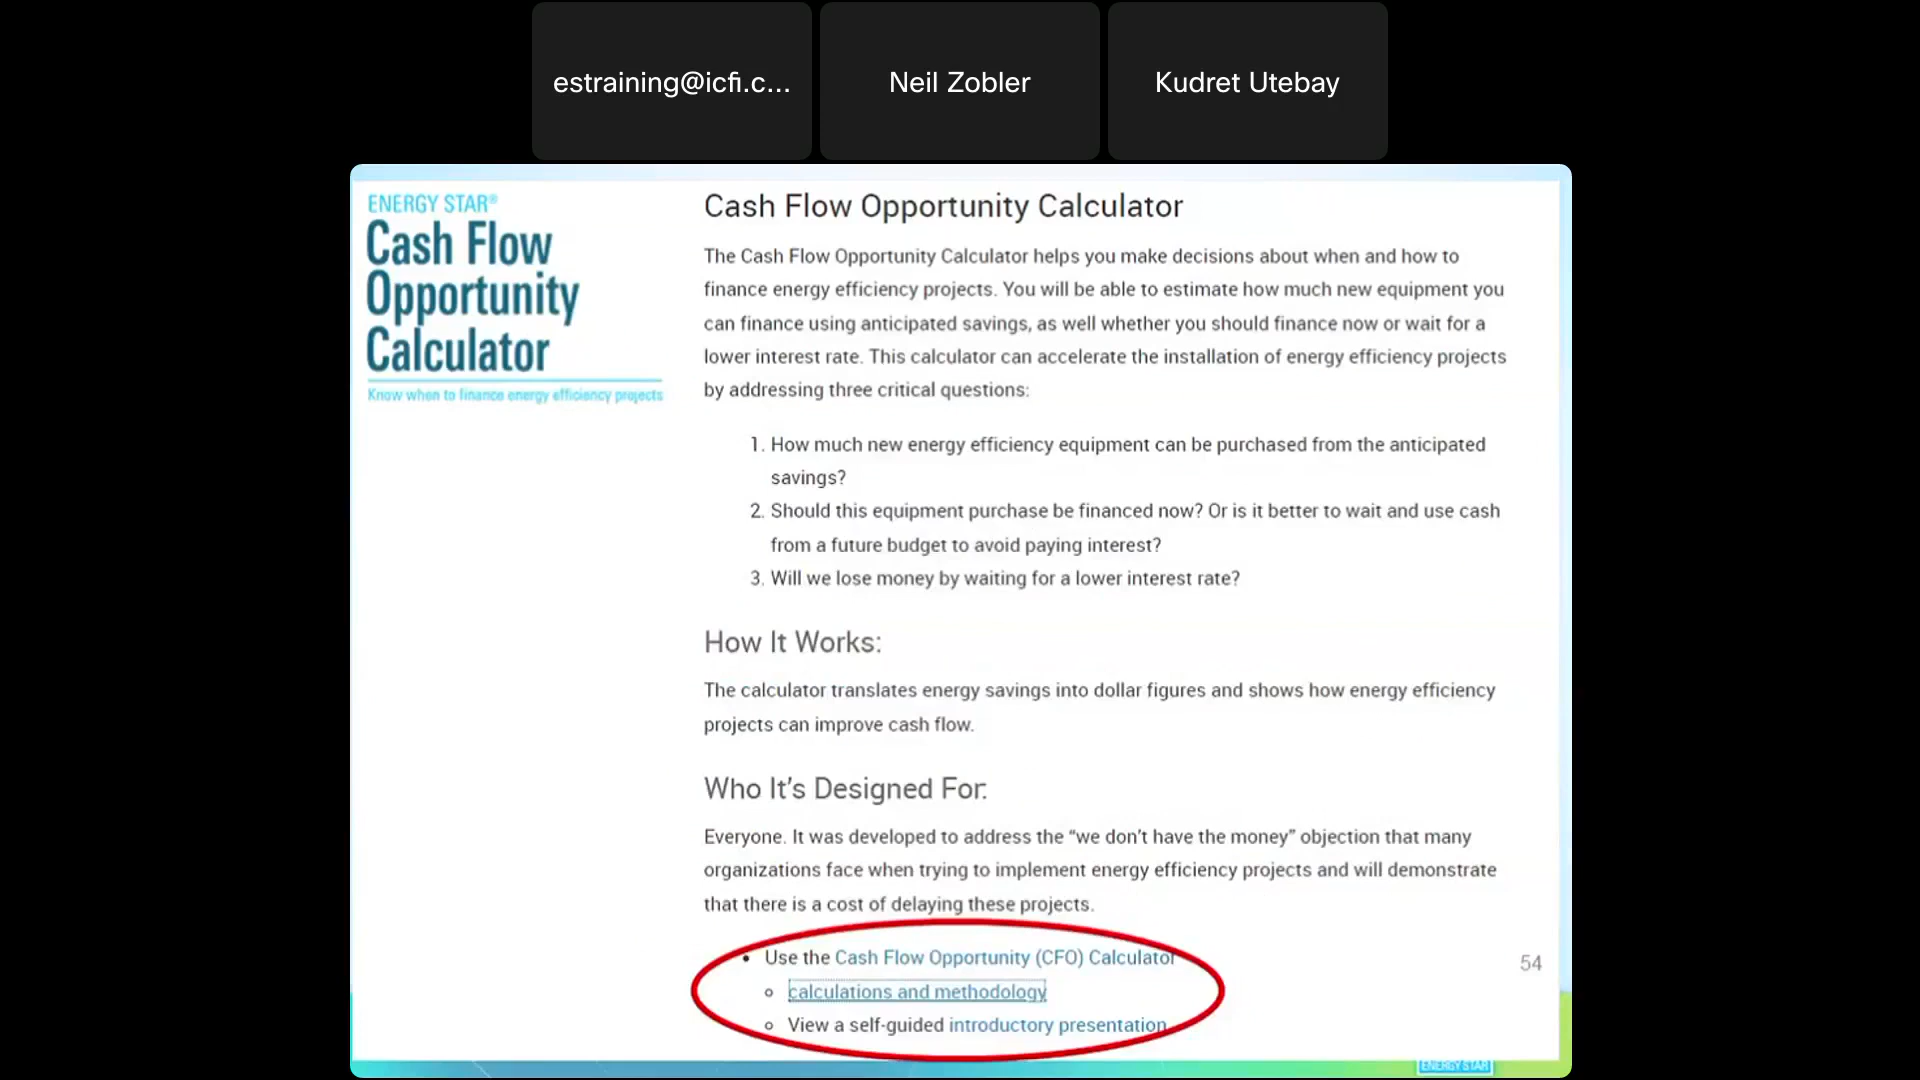 estraining@icfi.c...
Neil Zobler
Kudret Utebay
ENERGY STAR®
Cash Flow
Opportunity
Calculator
Know when to finance energy efficiency projects
Cash Flow Opportunity Calculator
The Cash Flow Opportunity Calculator helps you make decisions about when and how to
finance energy efficiency projects. You will be able to estimate how much new equipment you
can finance using anticipated savings, as well whether you should finance now or wait for a
lower interest rate. This calculator can accelerate the installation of energy efficiency projects
by addressing three critical questions:
1. How much new energy efficiency equipment can be purchased from the anticipated
savings?
2. Should this equipment purchase be financed now? Or is it better to wait and use cash
from a future budget to avoid paying interest?
3. Will we lose money by waiting for a lower interest rate?
How It Works:
The calculator translates energy savings into dollar figures and shows how energy efficiency
projects can improve cash flow.
Who It's Designed For:
Everyone. It was developed to address the “we don't have the money” objection that many
organizations face when trying to implement energy efficiency projects and will demonstrate
that there is a cost of delaying these projects.
• Use the Cash Flow Opportunity (CFO) Calculator
○ calculations and methodology
○ View a self-guided introductory presentation
54
ENERGY STAR